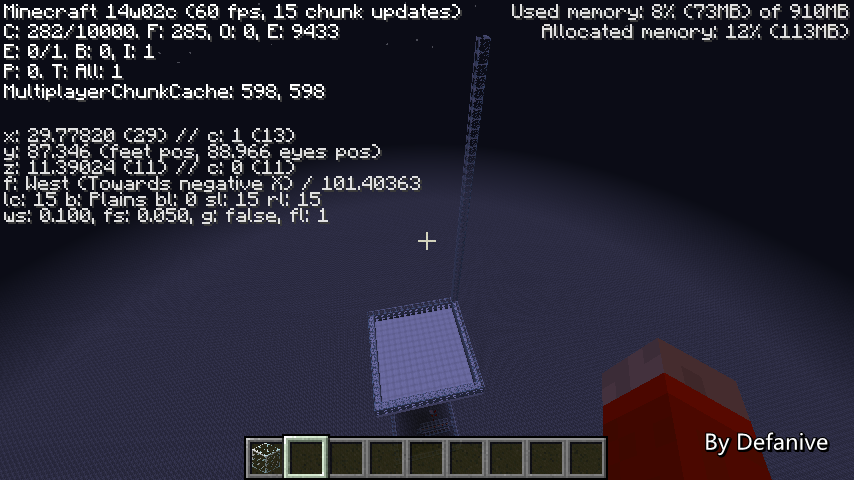 Minecraft 14w02c (60 fps, 15 chunk updates)
Used memory: 8% (73MB) of 910MB
C: 282/10000. F: 285, O: 0, E: 9433
Allocated memory: 12% (113MB)
E: 0/1. B: 0, I: 1
P: 0. T: All: 1
MultiplayerChunkCache: 598, 598
x: 29.77820 (29) // c: 1 (13)
y: 87.346 (feet pos, 88.966 eyes pos)
z: 11.39024 (11) // c: 0 (11)
f: West (Towards negative X) / 101.40363
lc: 15 b: Plains bl: 0 sl: 15 rl: 15
ws: 0.100, fs: 0.050, g: false, fl: 1
By Defanive